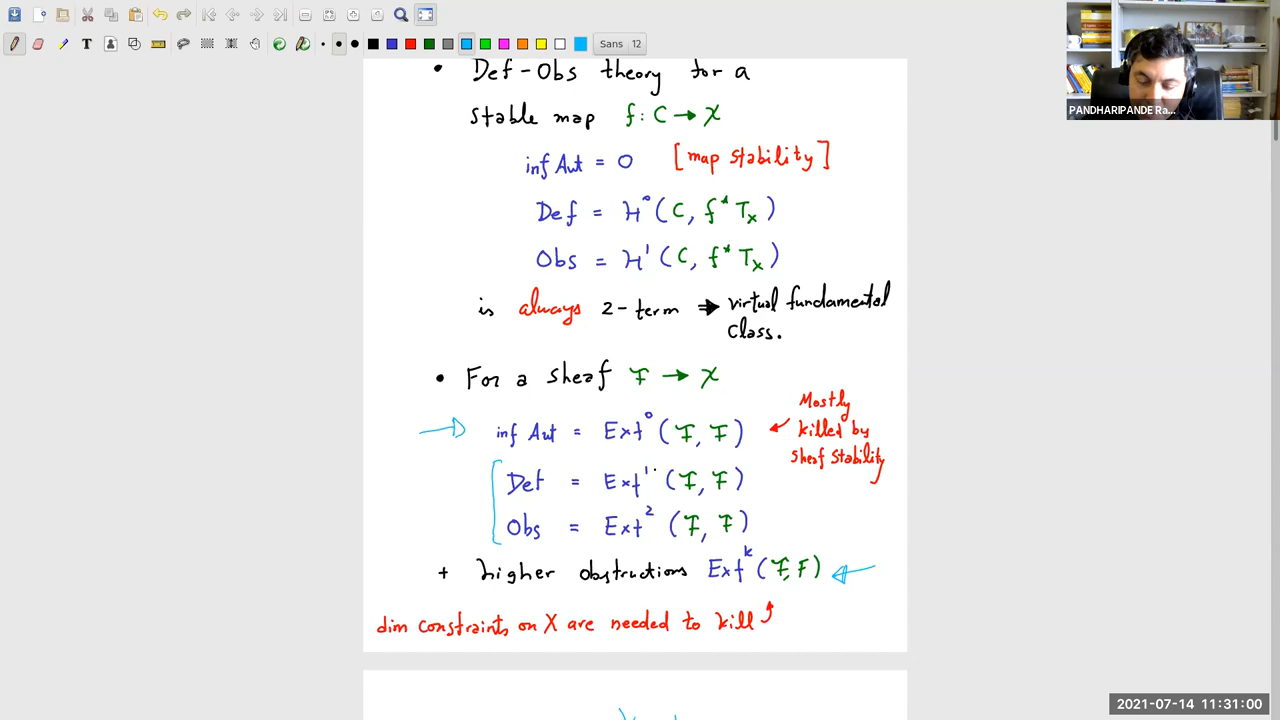 Sans 12
PANDHARIPANDE Ra...
• Def-Obs theory for a
stable map f: C → X
inf Aut = 0 [map stability]
Def = H⁰(C, f*T_X)
Obs = H¹(C, f*T_X)
is always 2-term ⇒ virtual fundamental
class.
• For a sheaf F → X
inf Aut = Ext⁰(F, F)
Mostly
killed by
sheaf stability
Def = Ext¹(F, F)
Obs = Ext²(F, F)
+ higher obstructions Extᵏ(F, F)
dim constraints on X are needed to kill
2021-07-14 11:31:00